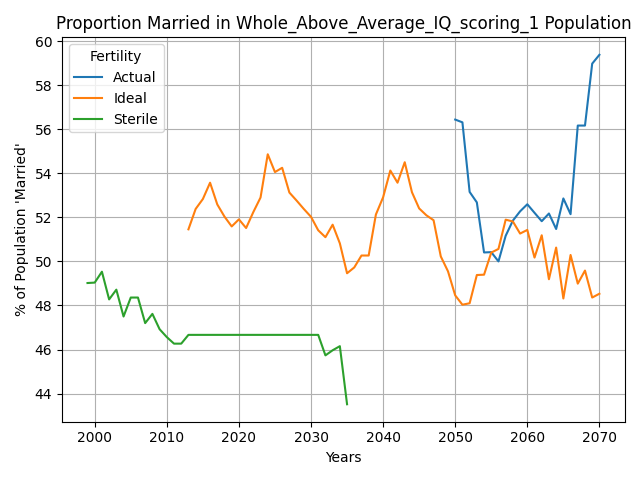 Proportion Married in Whole_Above_Average_IQ_scoring_1 Population
60
58
56
54
52
50
48
46
44
% of Population 'Married'
Fertility
Actual
Ideal
Sterile
2000 2010 2020 2030 2040 2050 2060 2070
Years